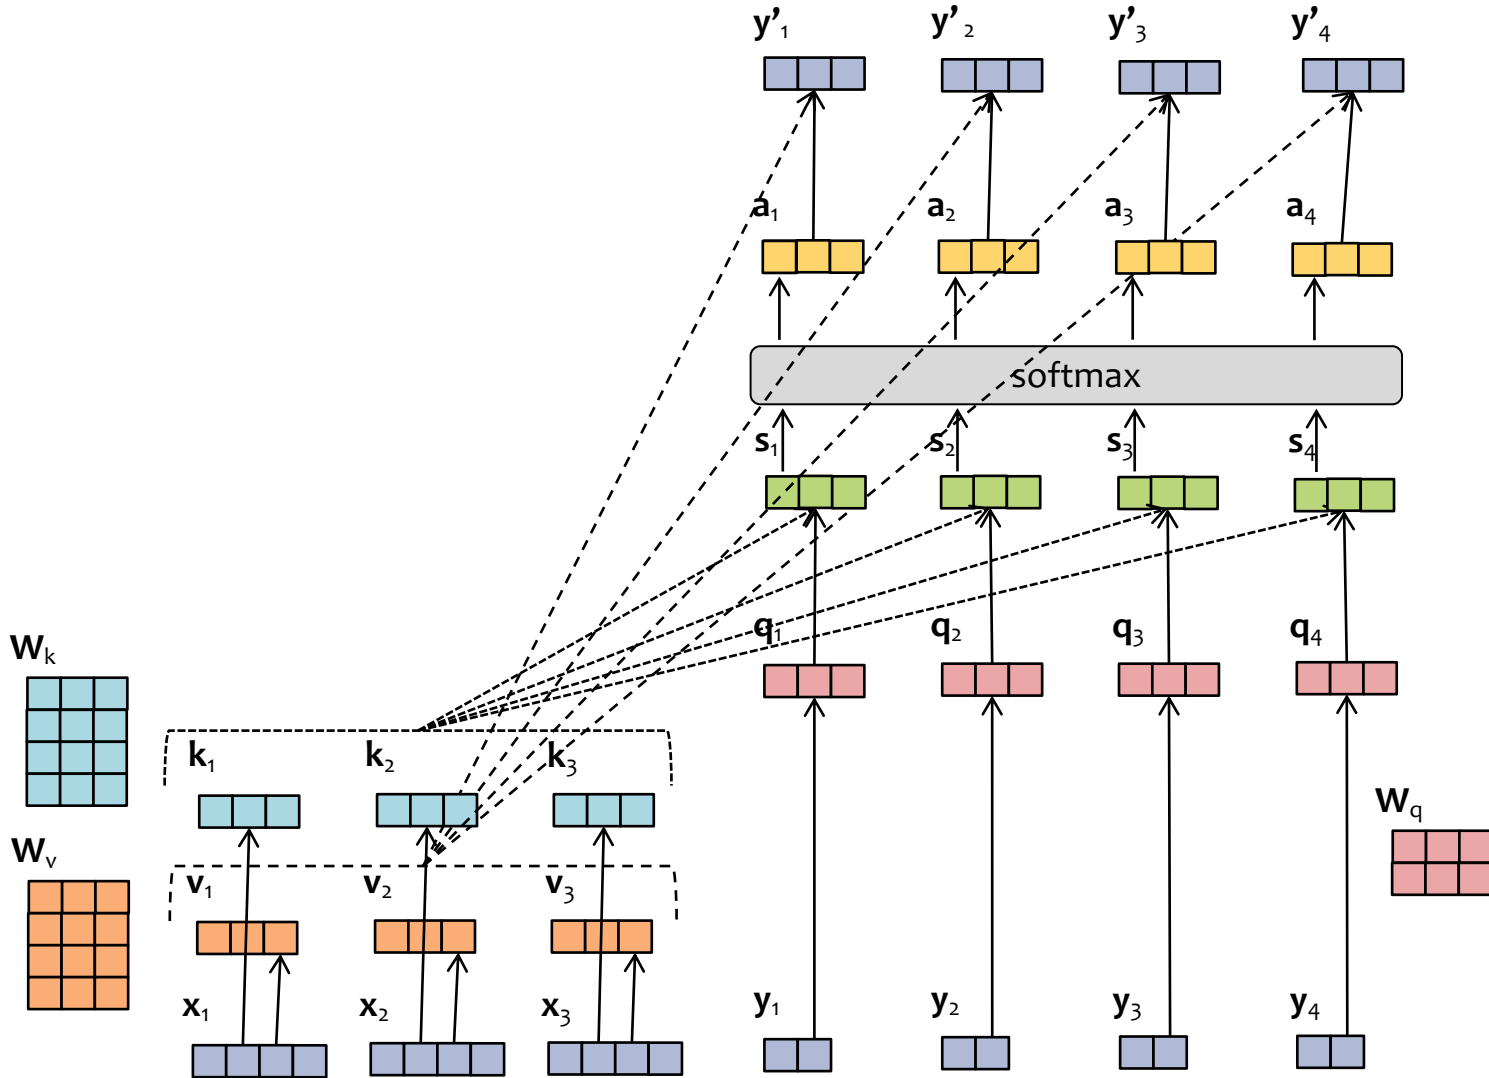 y'₁ y'₂ y'₃ y'₄
a₁ a₂ a₃ a₄
softmax
s₁ s₂ s₃ s₄
q₁ q₂ q₃ q₄
Wₖ
k₁ k₂ k₃
W_q
Wᵥ
v₁ v₂ v₃
x₁ x₂ x₃ y₁ y₂ y₃ y₄